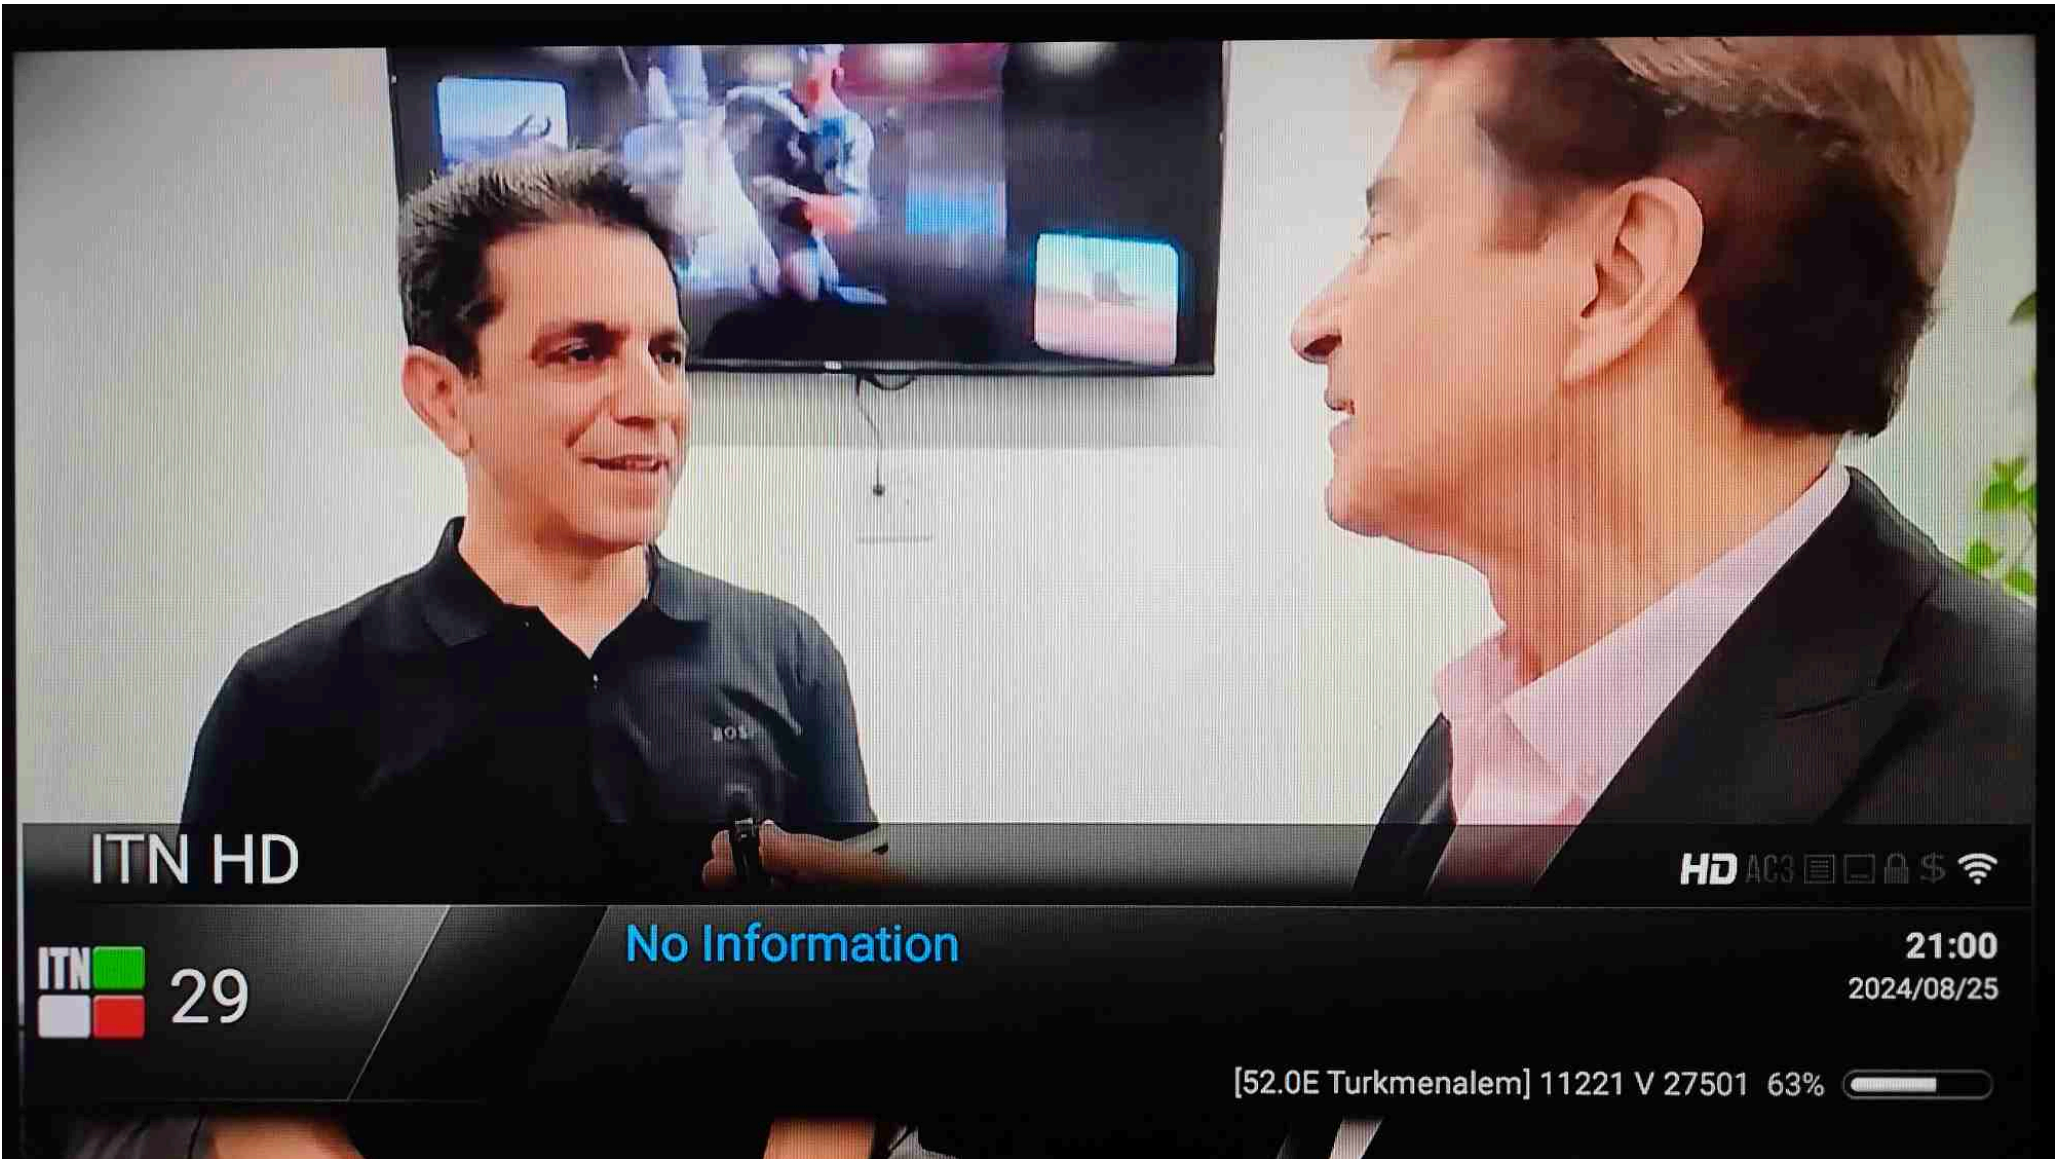 BOSS
ITN HD
HD AC3 $
ITN
29
No Information
21:00
2024/08/25
[52.0E Turkmenalem] 11221 V 27501 63%